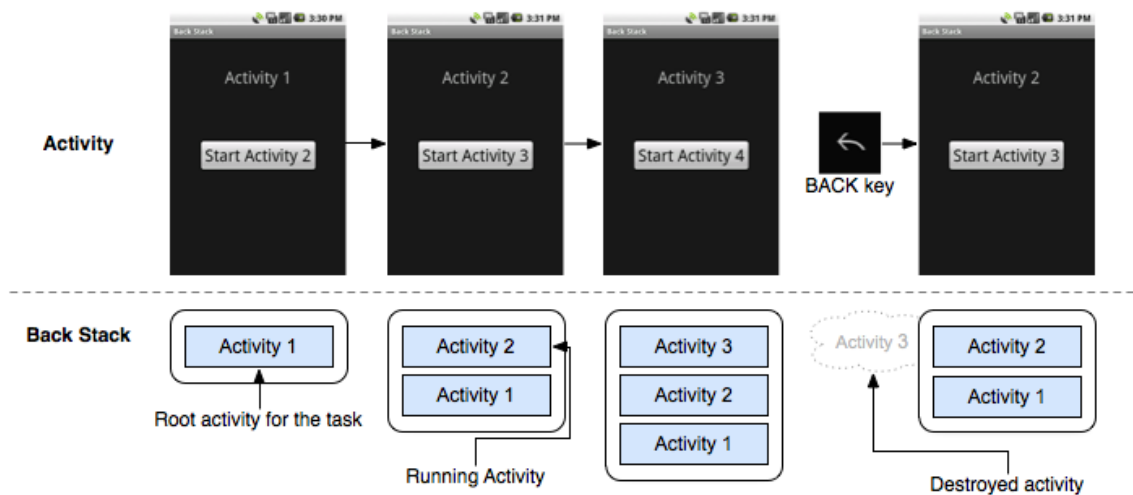 3:30 PM
Back Stack
Activity 1
Start Activity 2
3:31 PM
Back Stack
Activity 2
Start Activity 3
3:31 PM
Back Stack
Activity 3
Start Activity 4
3:31 PM
Back Stack
Activity 2
Start Activity 3
Activity
BACK key
Back Stack
Activity 1
Root activity for the task
Activity 2
Activity 1
Running Activity
Activity 3
Activity 2
Activity 1
Activity 3
Activity 2
Activity 1
Destroyed activity